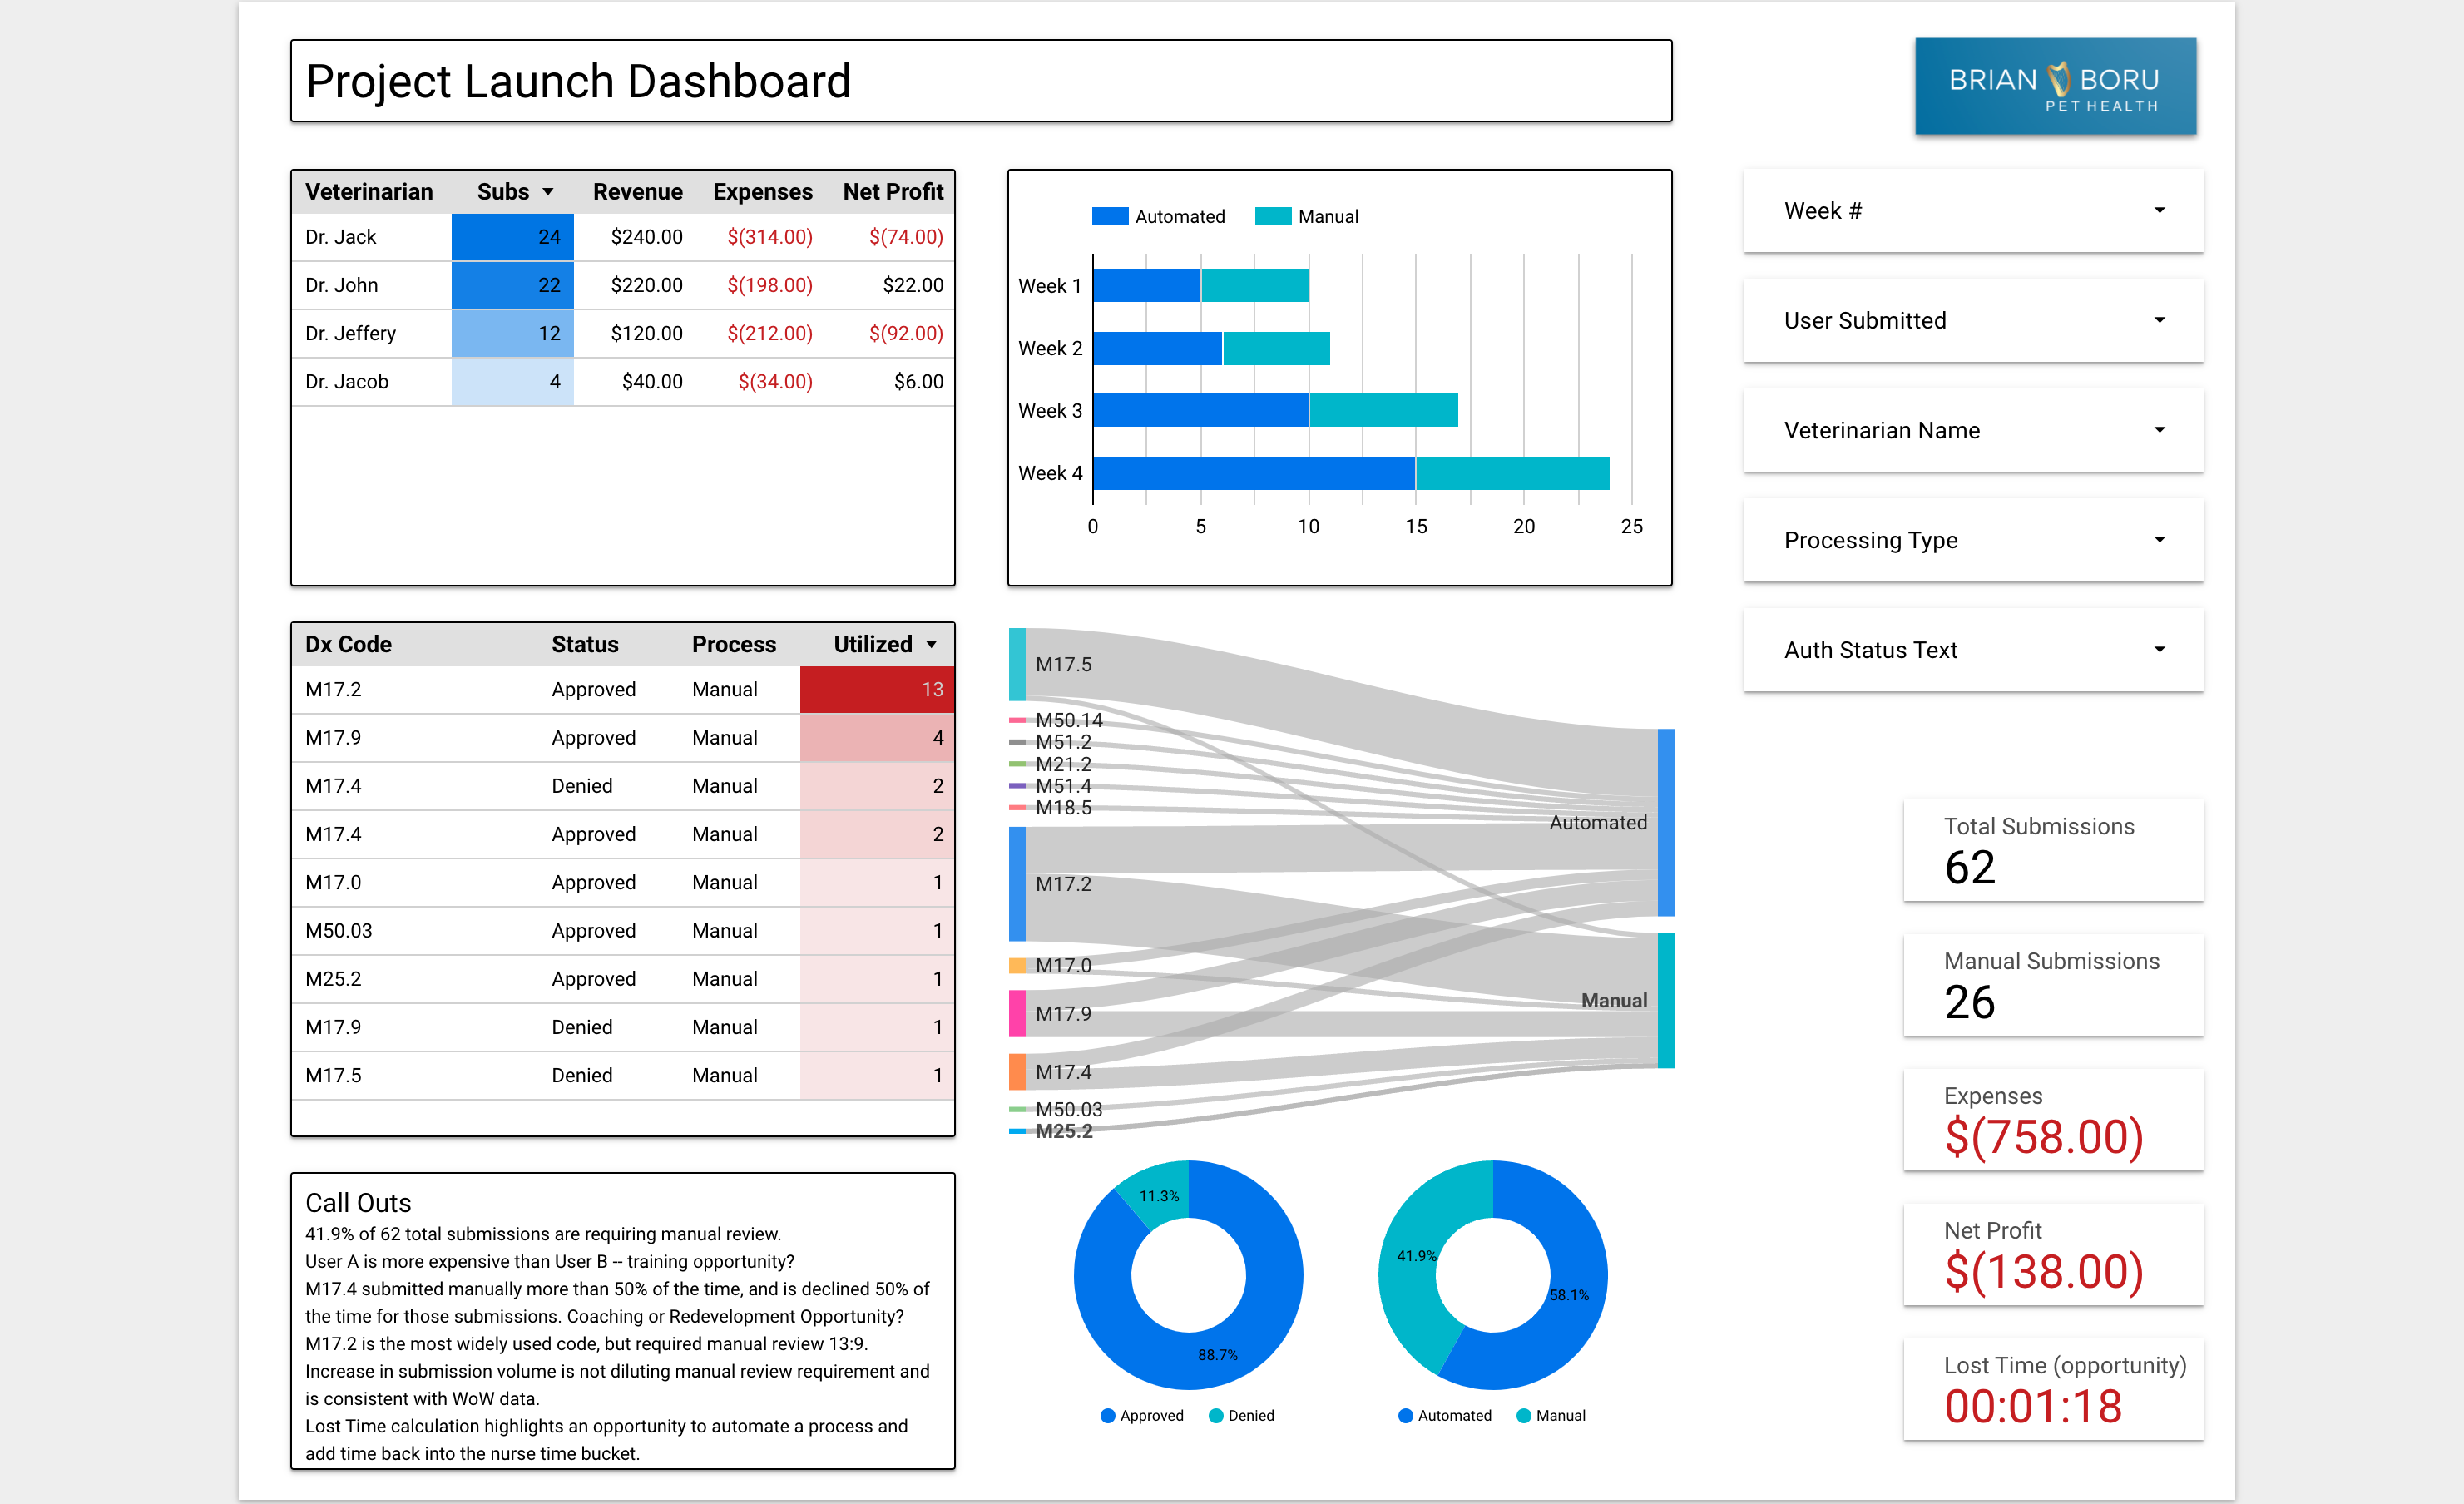 Project Launch Dashboard
BRIAN BORU
PET HEALTH
Veterinarian Subs Revenue Expenses Net Profit
Dr. Jack 24 $240.00 $(314.00) $(74.00)
Dr. John 22 $220.00 $(198.00) $22.00
Dr. Jeffery 12 $120.00 $(212.00) $(92.00)
Dr. Jacob 4 $40.00 $(34.00) $6.00
Automated Manual
Week 1
Week 2
Week 3
Week 4
0 5 10 15 20 25
Week #
User Submitted
Veterinarian Name
Processing Type
Auth Status Text
Dx Code Status Process Utilized
M17.2 Approved Manual 13
M17.9 Approved Manual 4
M17.4 Denied Manual 2
M17.4 Approved Manual 2
M17.0 Approved Manual 1
M50.03 Approved Manual 1
M25.2 Approved Manual 1
M17.9 Denied Manual 1
M17.5 Denied Manual 1
M17.5
M50.14
M51.2
M21.2
M51.4
M18.5
M17.2
M17.0
M17.9
M17.4
M50.03
M25.2
Automated
Manual
Total Submissions
62
Manual Submissions
26
Expenses
$(758.00)
Net Profit
$(138.00)
Lost Time (opportunity)
00:01:18
Call Outs
41.9% of 62 total submissions are requiring manual review.
User A is more expensive than User B -- training opportunity?
M17.4 submitted manually more than 50% of the time, and is declined 50% of
the time for those submissions. Coaching or Redevelopment Opportunity?
M17.2 is the most widely used code, but required manual review 13:9.
Increase in submission volume is not diluting manual review requirement and
is consistent with WoW data.
Lost Time calculation highlights an opportunity to automate a process and
add time back into the nurse time bucket.
11.3%
88.7%
Approved Denied
41.9%
58.1%
Automated Manual